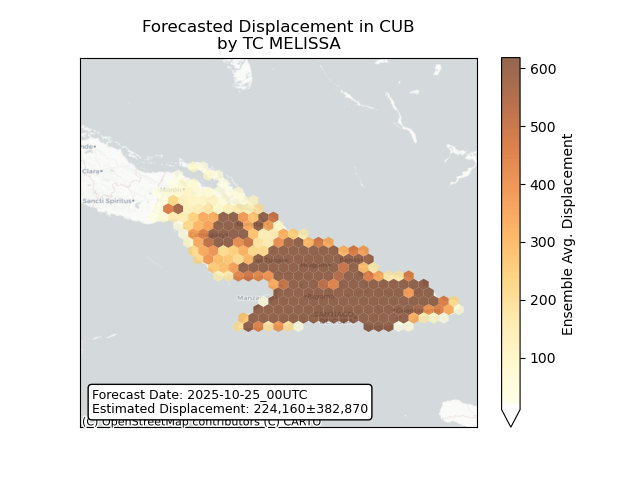 Forecasted Displacement in CUB
by TC MELISSA
Clara•
Sancti Spiritus•
Manza
600
500
400
300
200
100
Ensemble Avg. Displacement
Forecast Date: 2025-10-25_00UTC
Estimated Displacement: 224,160±382,870
(C) OpenStreetMap contributors (C) CARTO